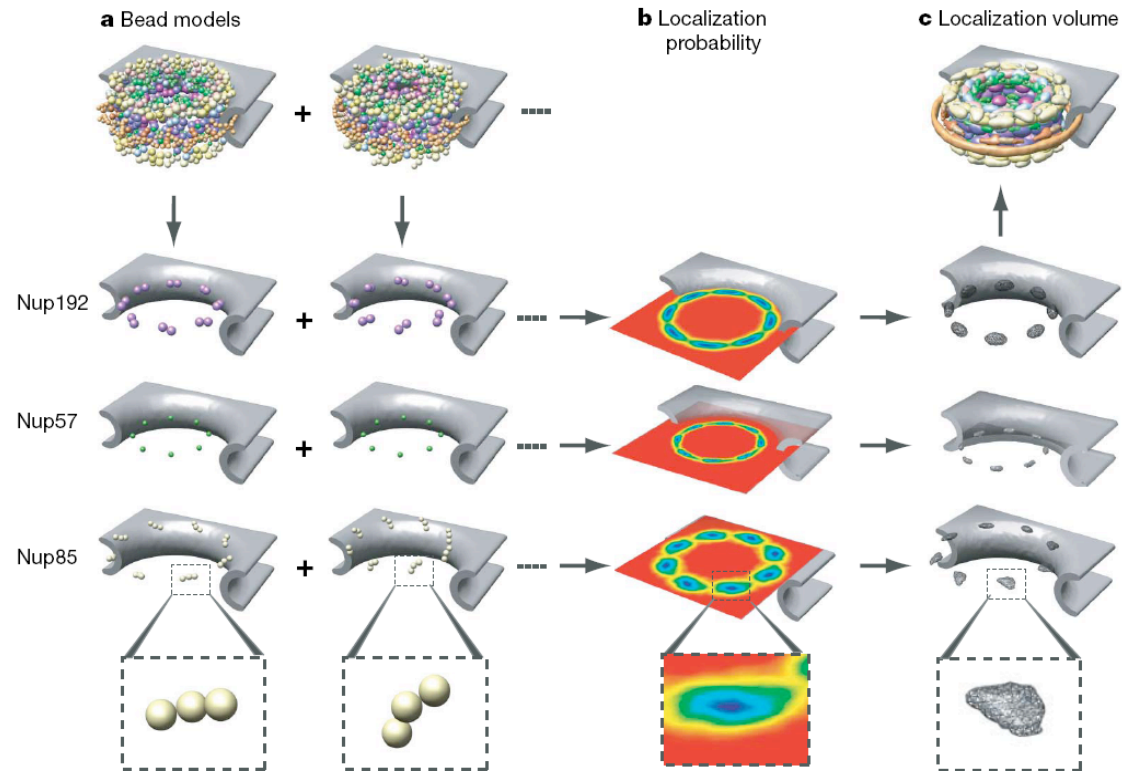 a Bead models
b Localization
probability
c Localization volume
+
Nup192
+
Nup57
+
Nup85
+